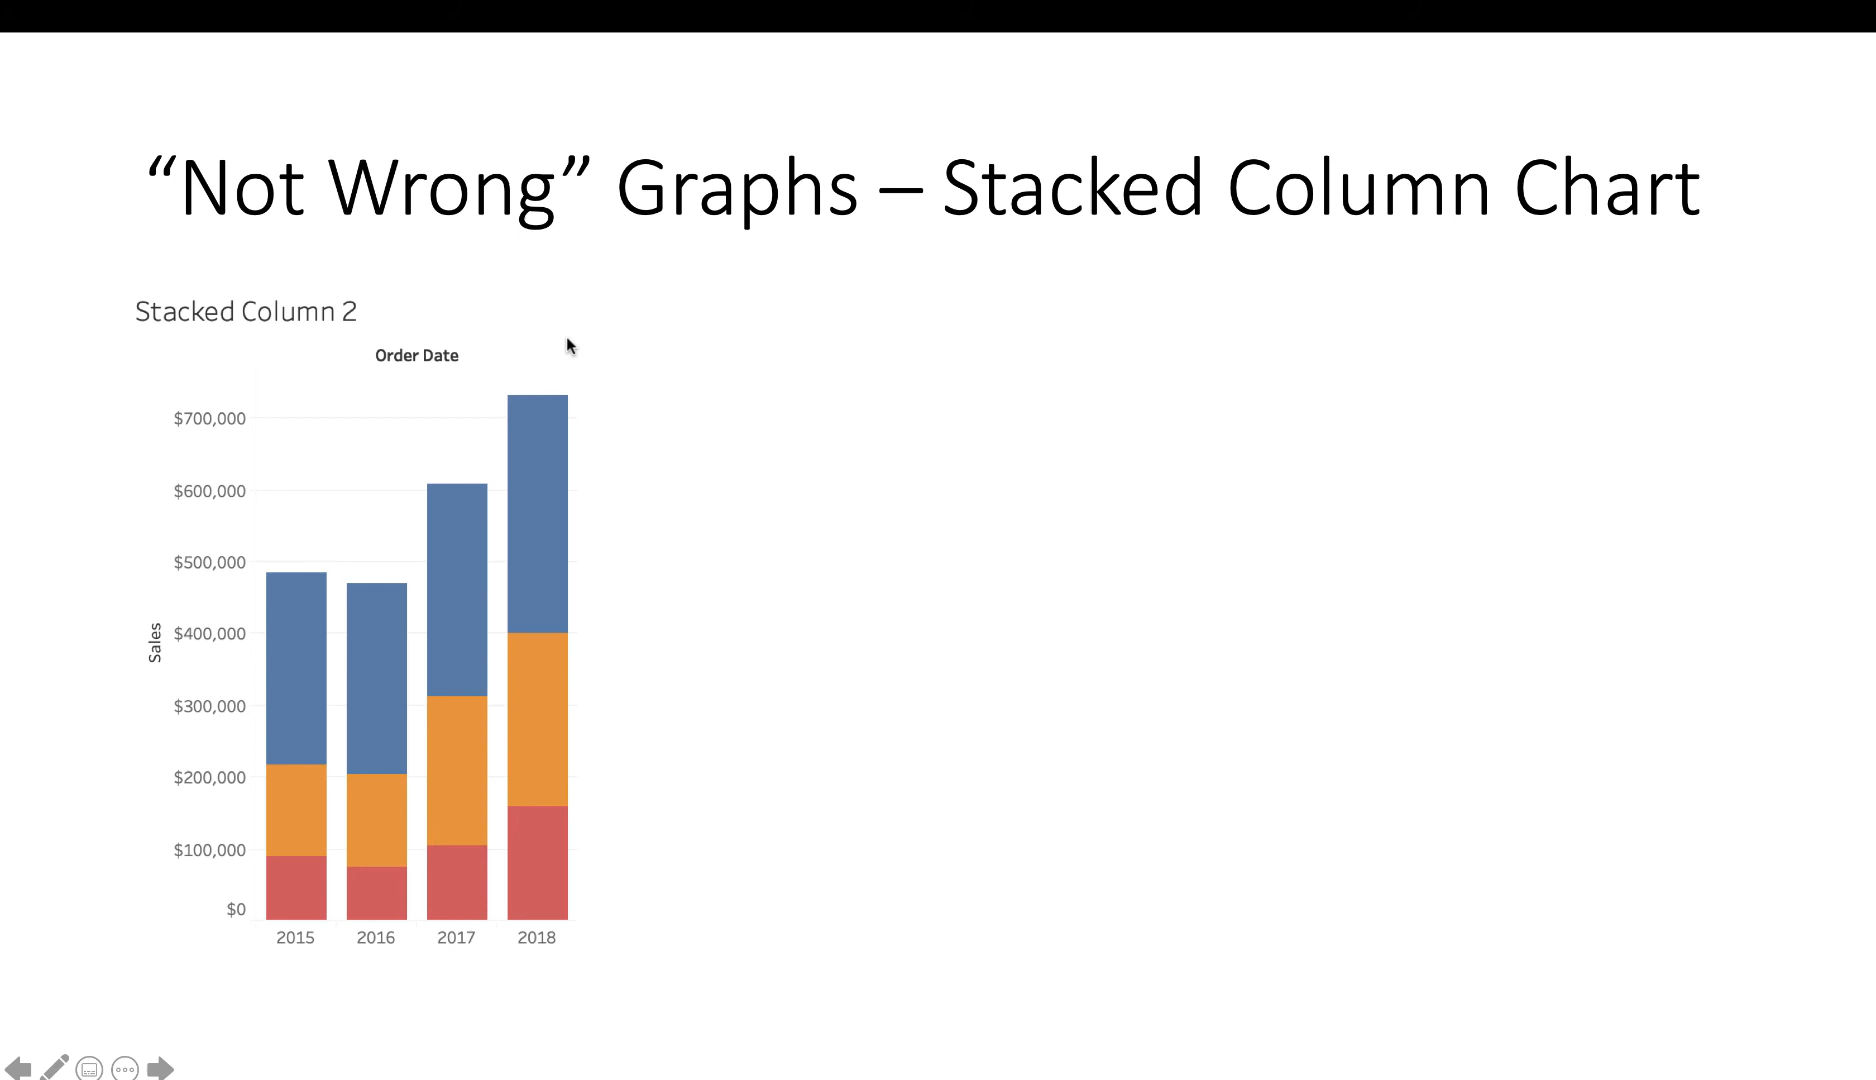 “Not Wrong” Graphs – Stacked Column Chart
Stacked Column 2
Order Date
$700,000
$600,000
$500,000
$400,000
$300,000
$200,000
$100,000
$0
Sales
2015 2016 2017 2018